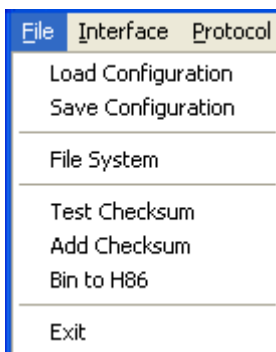 File Interface Protocol
Load Configuration
Save Configuration
File System
Test Checksum
Add Checksum
Bin to H86
Exit